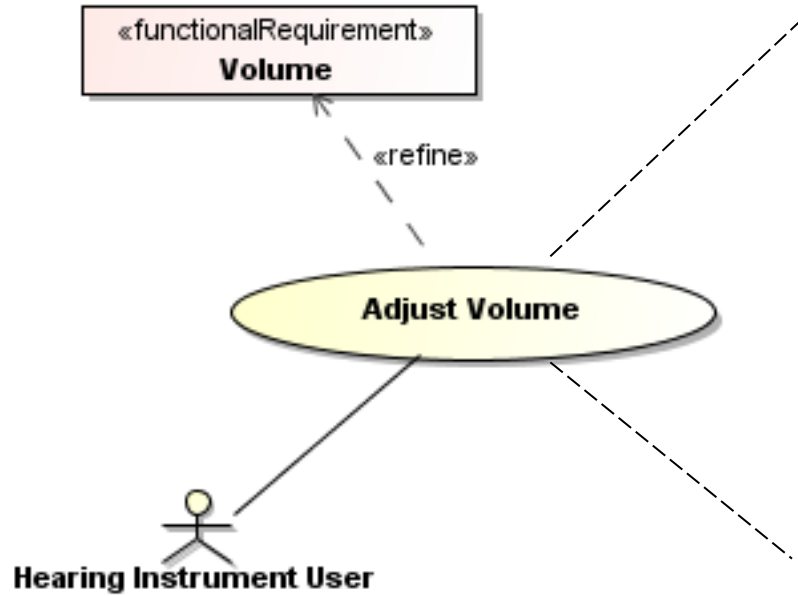 «functionalRequirement»
Volume
«refine»
Adjust Volume
Hearing Instrument User